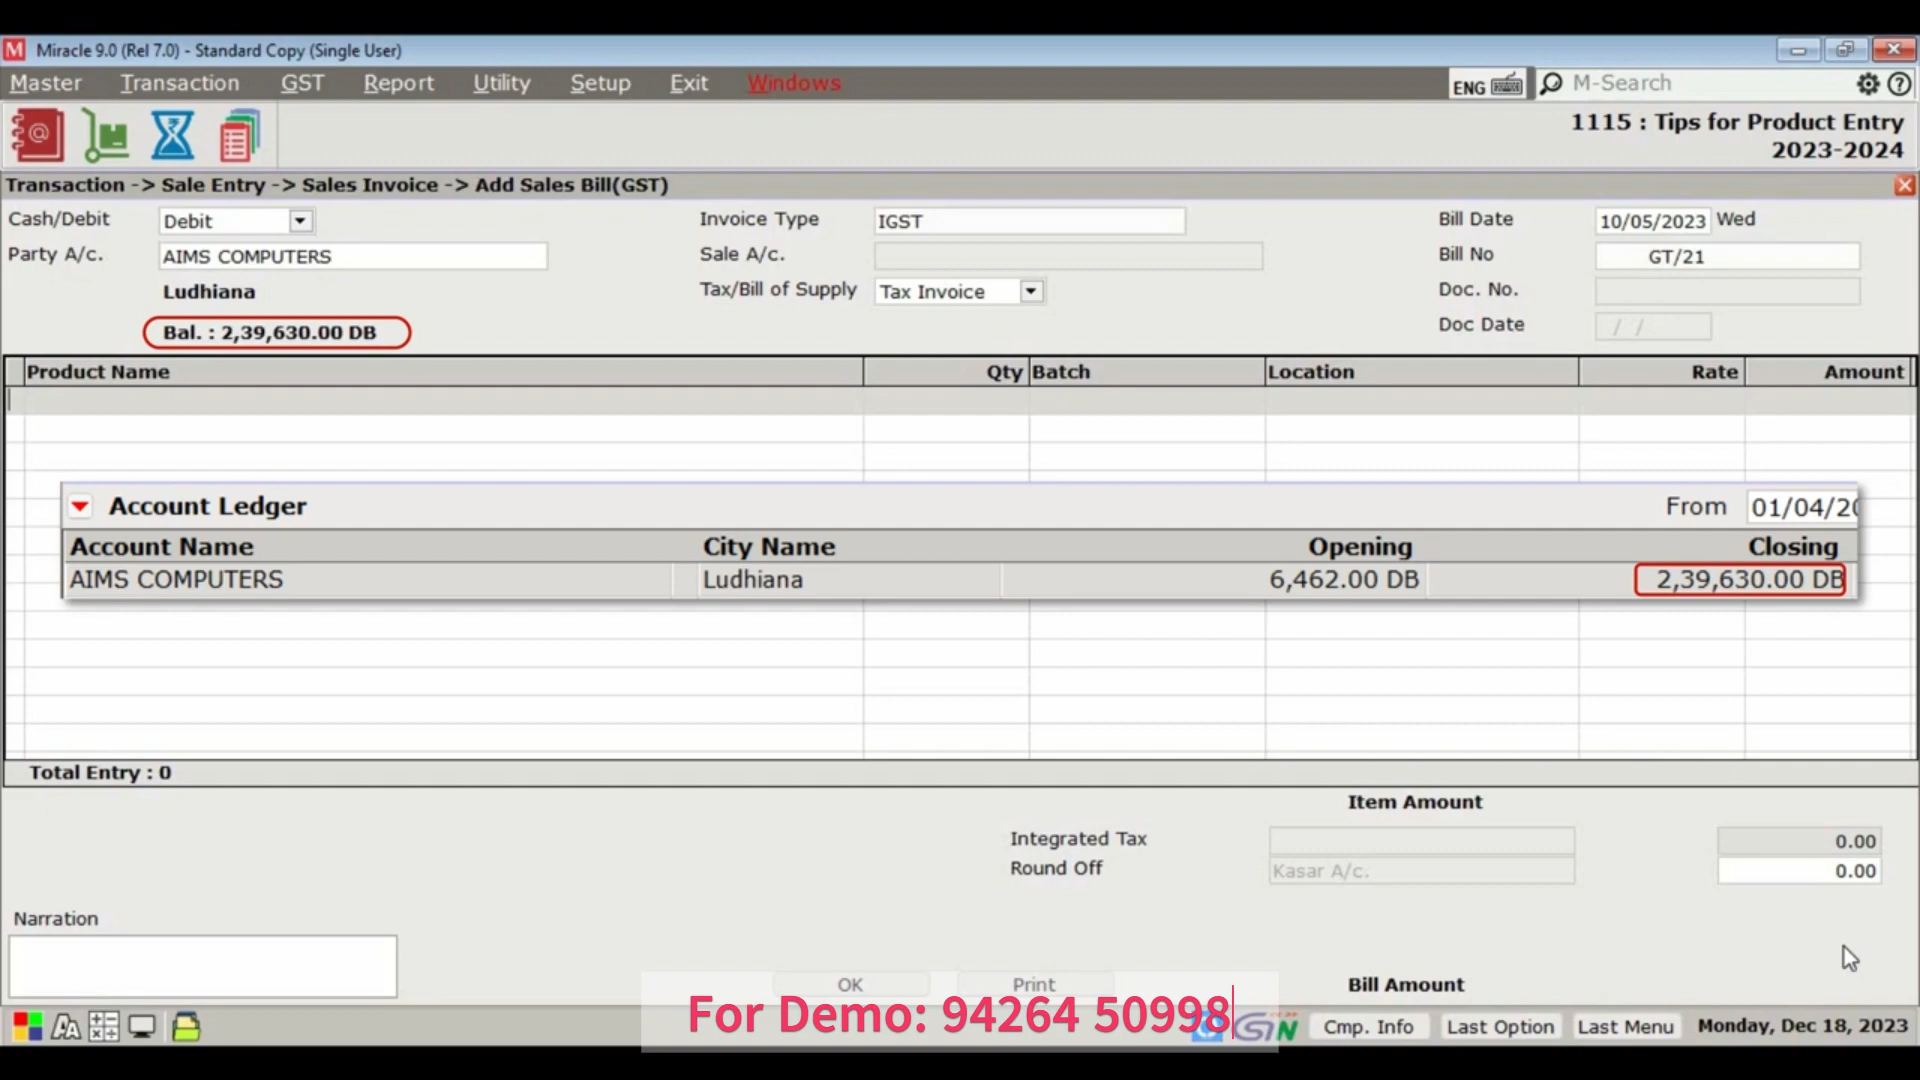 Miracle 9.0 (Rel 7.0) - Standard Copy (Single User)
Master Transaction GST Report Utility Setup Exit Windows ENG M-Search
1115 : Tips for Product Entry
2023-2024
Transaction -> Sale Entry -> Sales Invoice -> Add Sales Bill(GST)
Cash/Debit Debit Invoice Type IGST Bill Date 10/05/2023 Wed
Party A/c. AIMS COMPUTERS Sale A/c. Bill No GT/21
Ludhiana Tax/Bill of Supply Tax Invoice Doc. No.
Bal. : 2,39,630.00 DB Doc Date / /
Product Name Qty Batch Location Rate Amount
Account Ledger From 01/04/20
Account Name City Name Opening Closing
AIMS COMPUTERS Ludhiana 6,462.00 DB 2,39,630.00 DB
Total Entry : 0
Item Amount
Integrated Tax 0.00
Round Off Kasar A/c. 0.00
Narration
OK Print Bill Amount
For Demo: 94264 50998
GSTN Cmp. Info Last Option Last Menu Monday, Dec 18, 2023